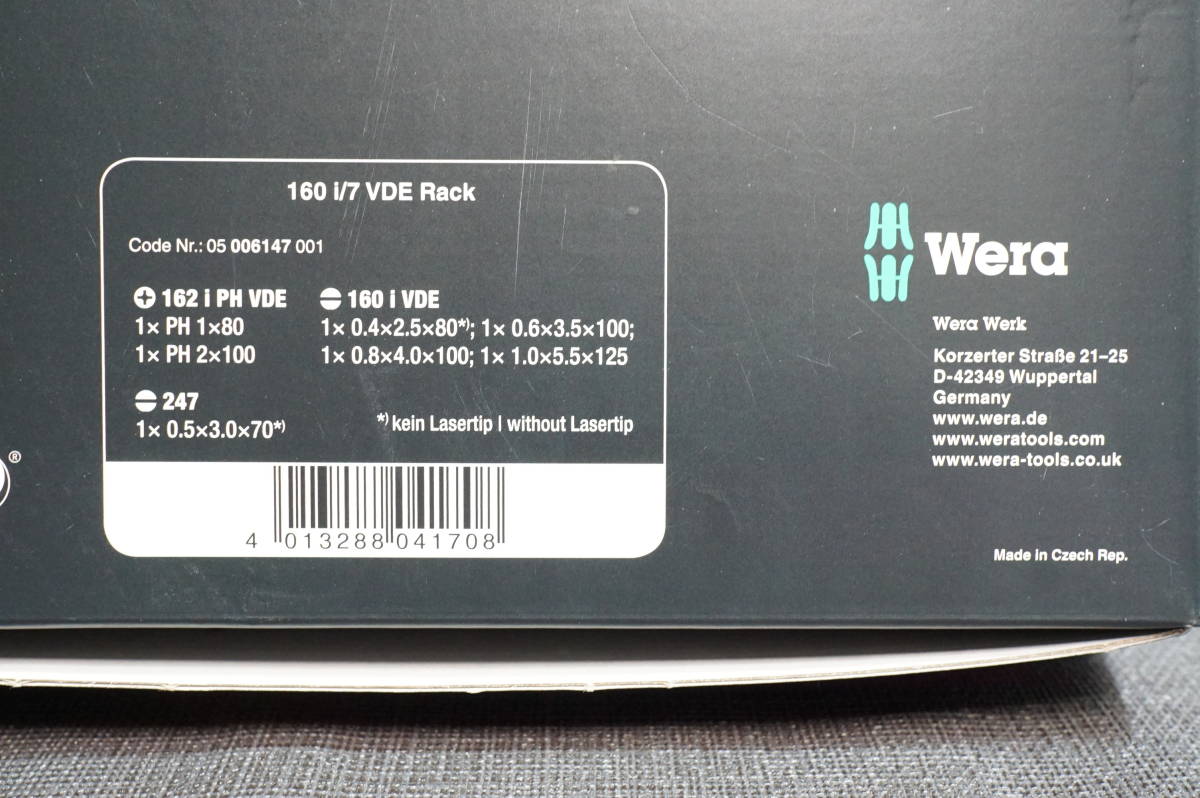 160 i/7 VDE Rack
Code Nr.: 05 006147 001
162 i PH VDE
1× PH 1×80
1× PH 2×100
160 i VDE
1× 0.4×2.5×80*); 1× 0.6×3.5×100;
1× 0.8×4.0×100; 1× 1.0×5.5×125
247
1× 0.5×3.0×70*)
*) kein Lasertip | without Lasertip
4 013288 041708
®
Wera
Wera Werk
Korzerter Straße 21–25
D-42349 Wuppertal
Germany
www.wera.de
www.weratools.com
www.wera-tools.co.uk
Made in Czech Rep.